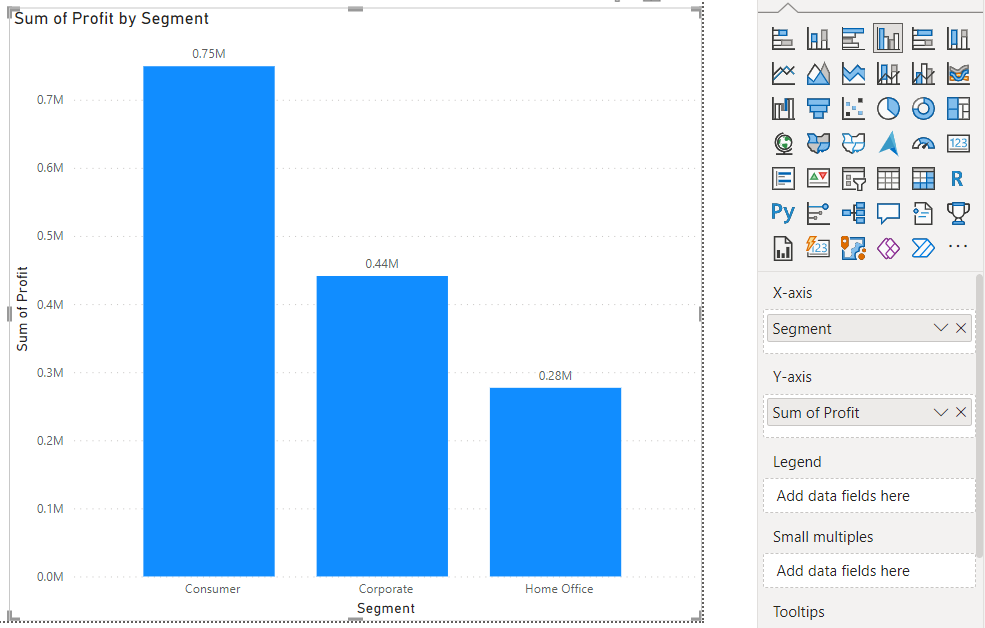 Sum of Profit by Segment
0.75M
0.7M
0.6M
0.5M
0.44M
0.4M
0.3M
0.28M
0.2M
0.1M
0.0M
Sum of Profit
Consumer
Corporate
Home Office
Segment
123
R
Py
123
...
X-axis
Segment
Y-axis
Sum of Profit
Legend
Add data fields here
Small multiples
Add data fields here
Tooltips